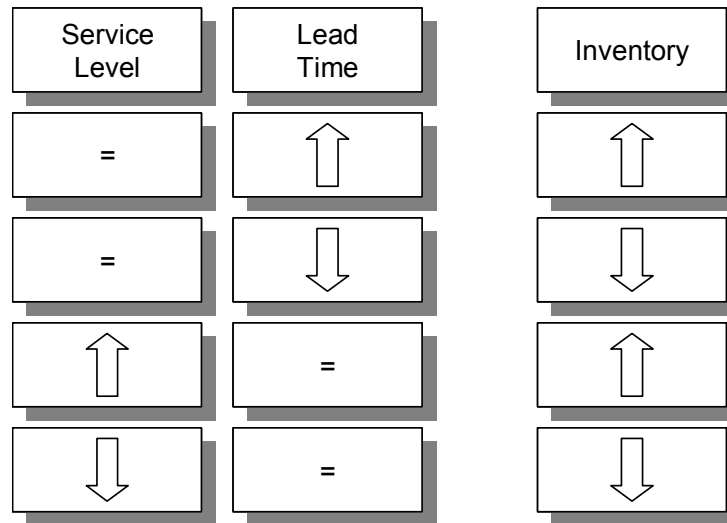 Service
Level
Lead
Time
Inventory
=
=
=
=